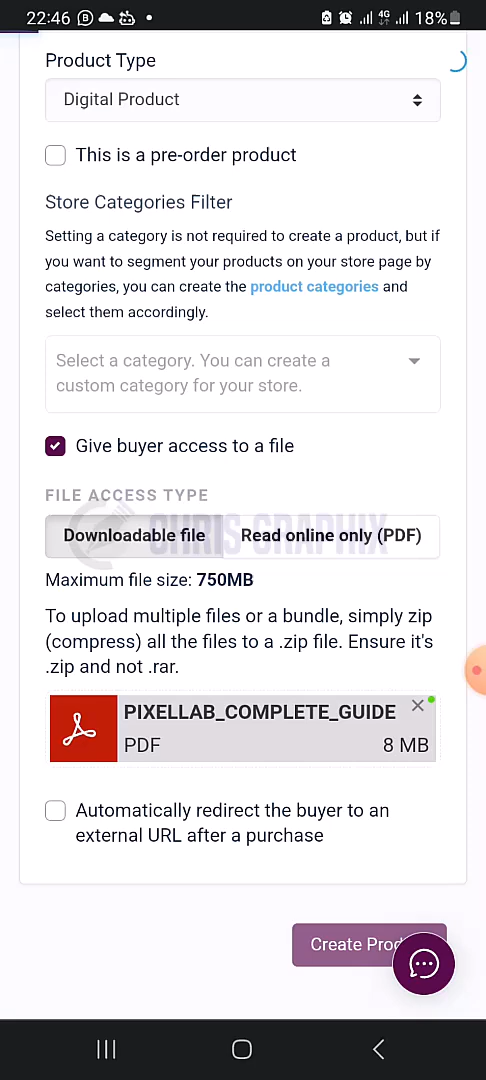 22:46
4G
18%
Product Type
Digital Product
This is a pre-order product
Store Categories Filter
Setting a category is not required to create a product, but if
you want to segment your products on your store page by
categories, you can create the product categories and
select them accordingly.
Select a category. You can create a
custom category for your store.
Give buyer access to a file
FILE ACCESS TYPE
Downloadable file
Read online only (PDF)
CHRIS GRAPHIX
Maximum file size: 750MB
To upload multiple files or a bundle, simply zip
(compress) all the files to a .zip file. Ensure it's
.zip and not .rar.
PIXELLAB_COMPLETE_GUIDE
PDF
8 MB
Automatically redirect the buyer to an
external URL after a purchase
Create Prod